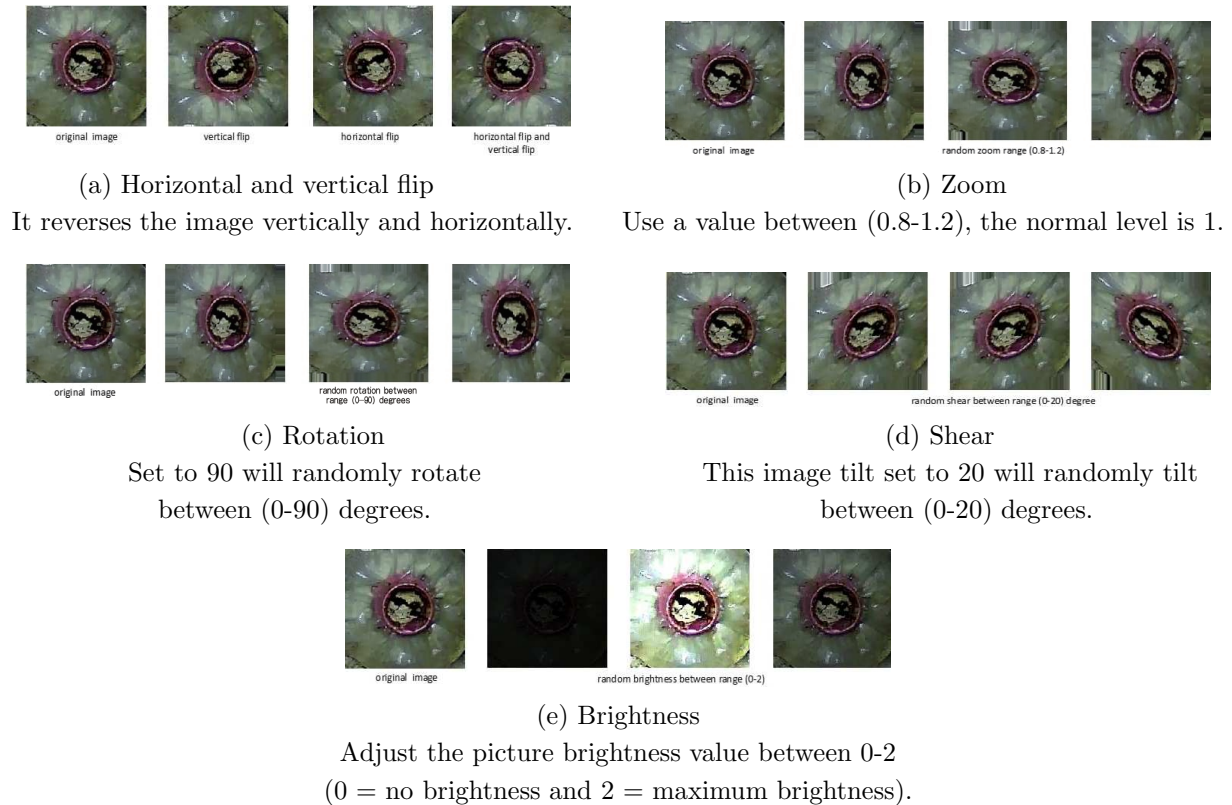 original image
vertical flip
horizontal flip
horizontal flip and
vertical flip
(a) Horizontal and vertical flip
It reverses the image vertically and horizontally.
original image
random zoom range (0.8-1.2)
(b) Zoom
Use a value between (0.8-1.2), the normal level is 1.
original image
random rotation between
range (0-90) degrees
(c) Rotation
Set to 90 will randomly rotate
between (0-90) degrees.
original image
random shear between range (0-20) degree
(d) Shear
This image tilt set to 20 will randomly tilt
between (0-20) degrees.
original image
random brightness between range (0-2)
(e) Brightness
Adjust the picture brightness value between 0-2
(0 = no brightness and 2 = maximum brightness).